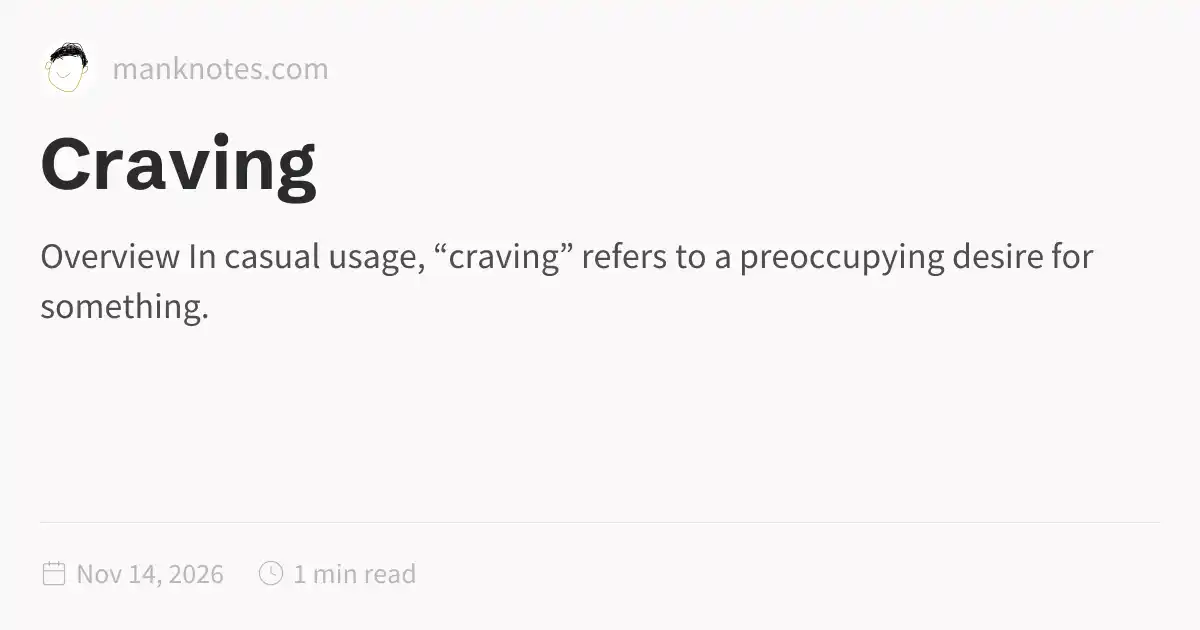 manknotes.com
Craving
Overview In casual usage, “craving” refers to a preoccupying desire for
something.
Nov 14, 2026 1 min read